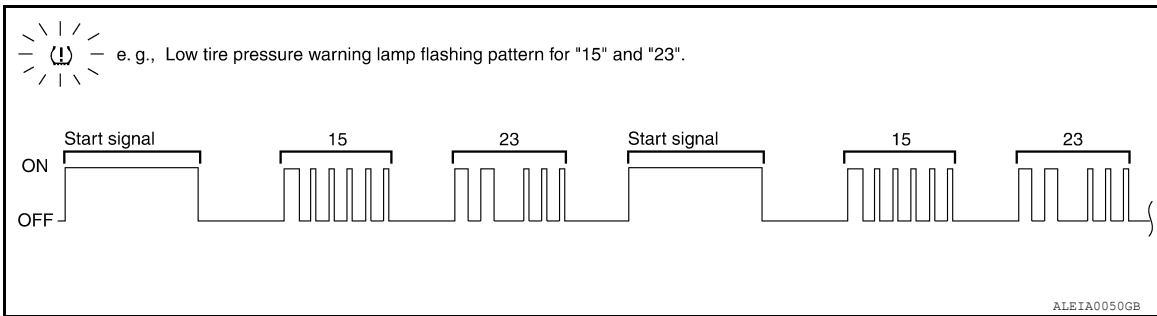 e. g., Low tire pressure warning lamp flashing pattern for "15" and "23".
Start signal 15 23 Start signal 15 23
ON
OFF
ALEIA0050GB